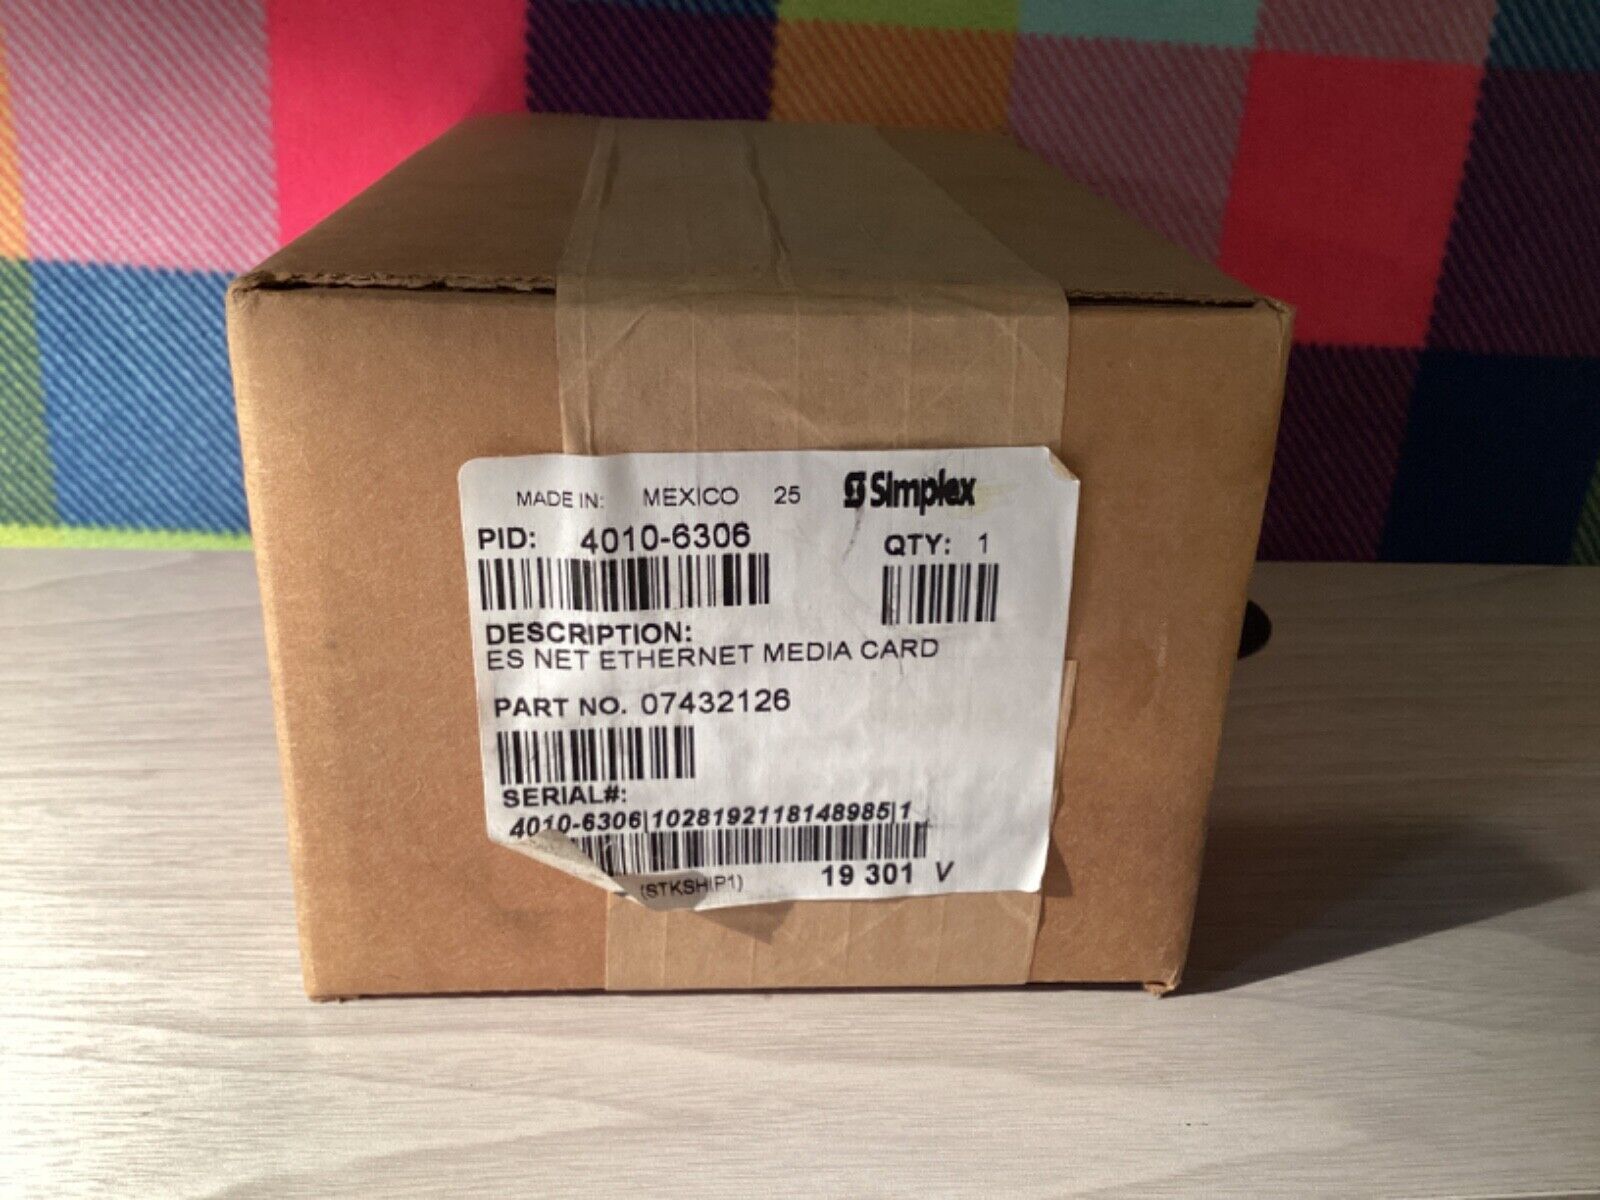 MADE IN: MEXICO 25 Simplex
PID: 4010-6306 QTY: 1
DESCRIPTION:
ES NET ETHERNET MEDIA CARD
PART NO. 07432126
SERIAL#:
4010-6306|1028192118148985|1
(STKSHIP1) 19 301 V